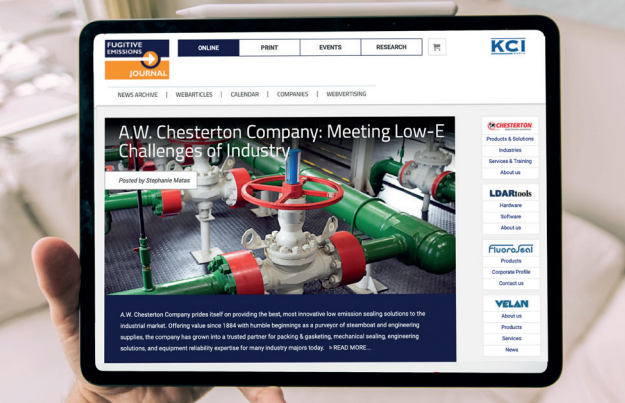 FUGITIVE
EMISSIONS
JOURNAL
ONLINE
PRINT
EVENTS
RESEARCH
KCI
NEWS ARCHIVE | WEBARTICLES | CALENDAR | COMPANIES | WEBVERTISING
A.W. Chesterton Company: Meeting Low-E
Challenges of Industry
Posted by Stephanie Matas
A.W. Chesterton Company prides itself on providing the best, most innovative low emission sealing solutions to the
industrial market. Offering value since 1884 with humble beginnings as a purveyor of steamboat and engineering
supplies, the company has grown into a trusted partner for packing & gasketing, mechanical sealing, engineering
solutions, and equipment reliability expertise for many industry majors today. » READ MORE...
CHESTERTON
Products & Solutions
Industries
Services & Training
About us
LDARtools
Hardware
Software
About us
FluoroSeal
Products
Corporate Profile
Contact us
VELAN
About us
Products
Services
News